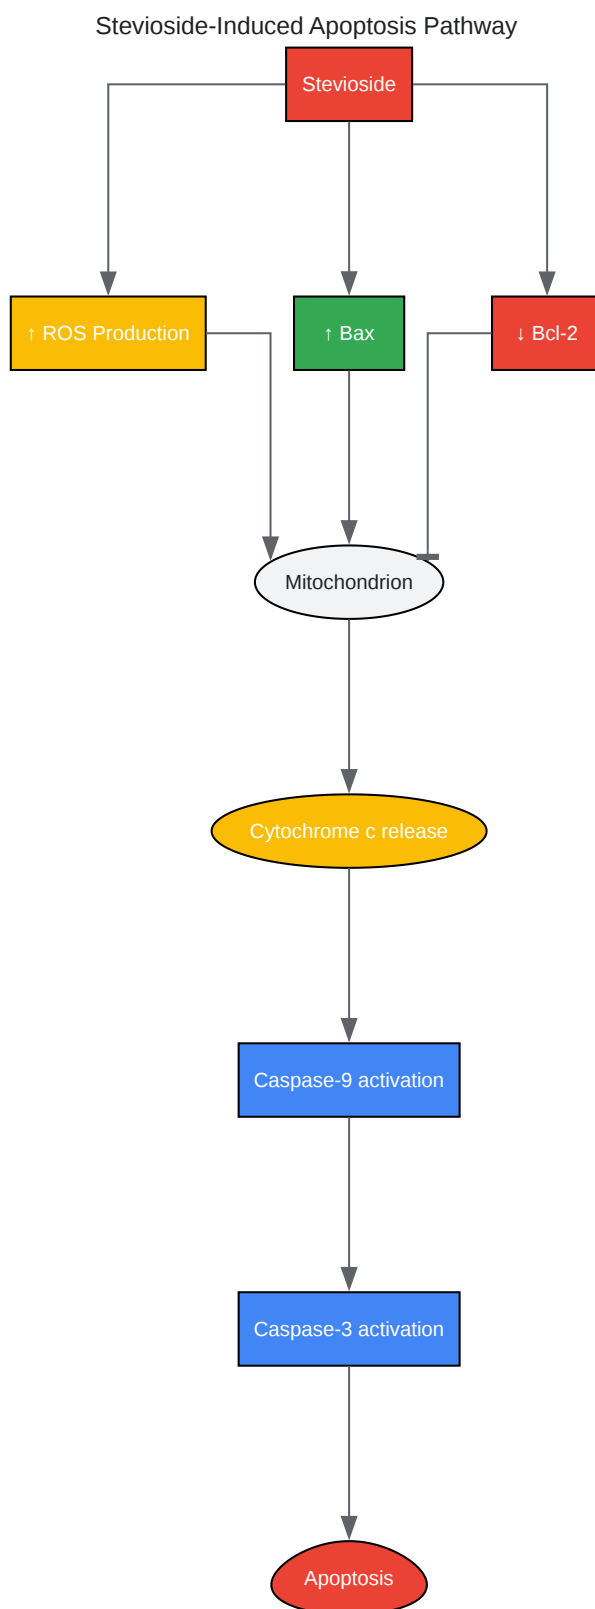 Stevioside-Induced Apoptosis Pathway
Stevioside
↑ ROS Production
↑ Bax
↓ Bcl-2
Mitochondrion
Cytochrome c release
Caspase-9 activation
Caspase-3 activation
Apoptosis